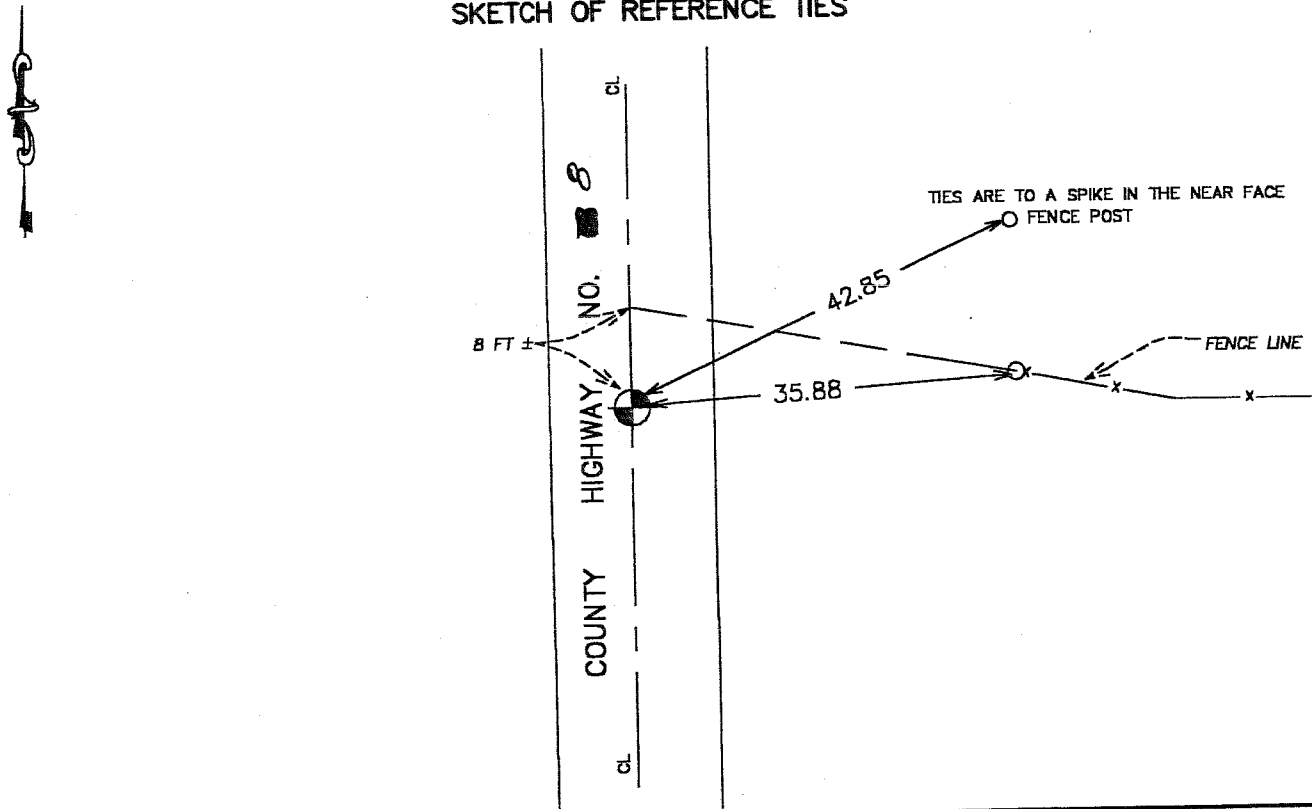 SKETCH OF REFERENCE TIES
CL
COUNTY HIGHWAY NO. 8
TIES ARE TO A SPIKE IN THE NEAR FACE
FENCE POST
42.85
8 FT ±
FENCE LINE
35.88
x
x
x
CL